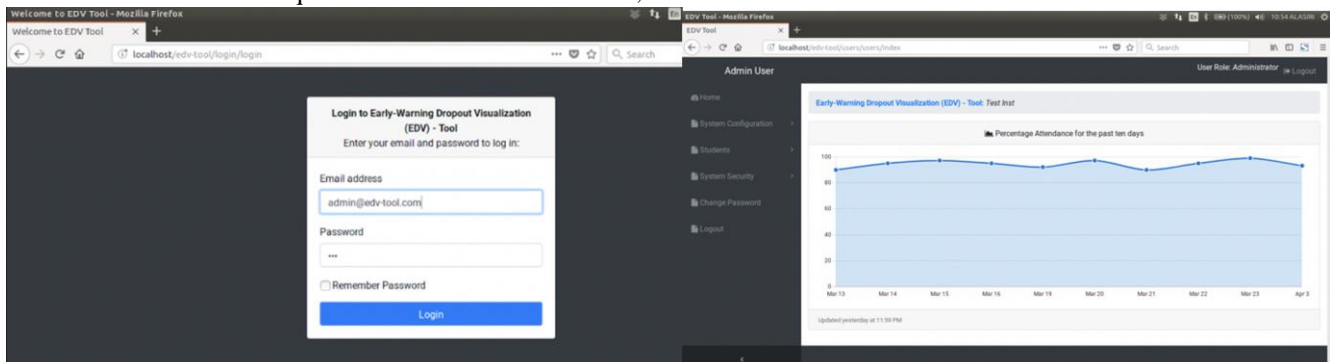 Welcome to EDV Tool - Mozilla Firefox
En
Welcome to EDV Tool × +
localhost/edv-tool/login/login
Search
Login to Early-Warning Dropout Visualization
(EDV) - Tool
Enter your email and password to log in:
Email address
admin@edv-tool.com
Password
Remember Password
Login
EDV Tool - Mozilla Firefox
En (100%) 10:54 ALASIRI
EDV Tool × +
localhost/edv-tool/users/users/index
Search
Admin User
User Role: Administrator Logout
Home
System Configuration
Students
System Security
Change Password
Logout
Early-Warning Dropout Visualization (EDV) - Tool: Test Inst
Percentage Attendance for the past ten days
100
80
60
40
20
0
Mar 13 Mar 14 Mar 15 Mar 16 Mar 19 Mar 20 Mar 21 Mar 22 Mar 23 Apr 3
Updated yesterday at 11:59 PM